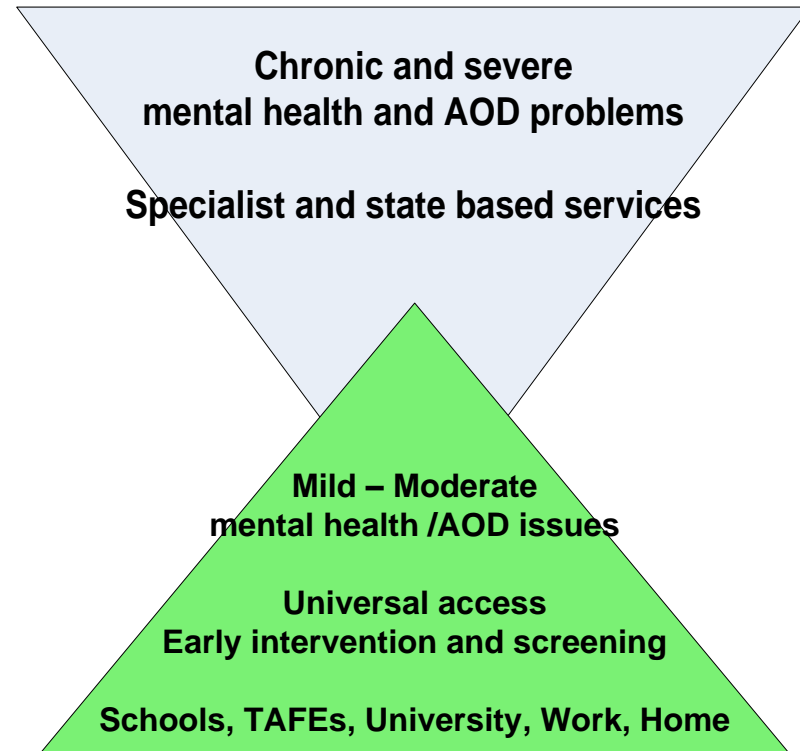 Chronic and severe
mental health and AOD problems
Specialist and state based services
Mild – Moderate
mental health /AOD issues
Universal access
Early intervention and screening
Schools, TAFEs, University, Work, Home